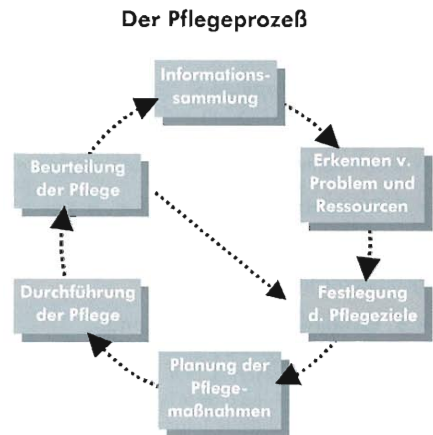 Der Pflegeprozeß
Informations-
sammlung
Erkennen v.
Problem und
Ressourcen
Festlegung
d. Pflegeziele
Planung der
Pflege-
maßnahmen
Durchführung
der Pflege
Beurteilung
der Pflege